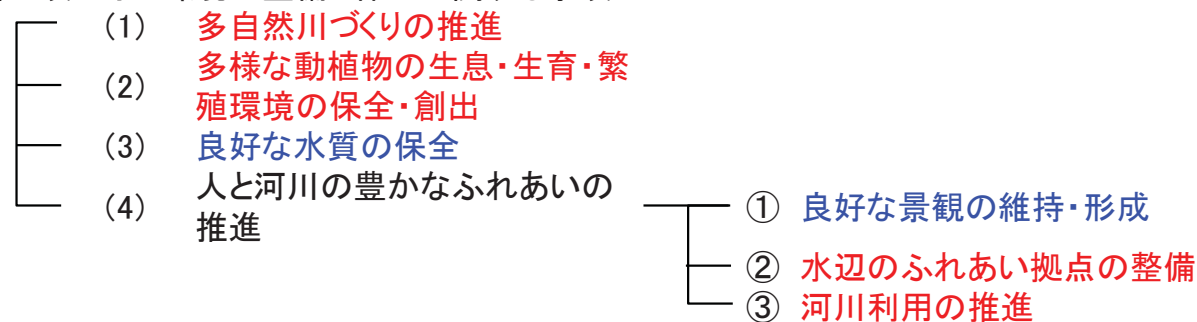 (1) 多自然川づくりの推進
(2) 多様な動植物の生息・生育・繁
殖環境の保全・創出
(3) 良好な水質の保全
(4) 人と河川の豊かなふれあいの
推進
① 良好な景観の維持・形成
② 水辺のふれあい拠点の整備
③ 河川利用の推進